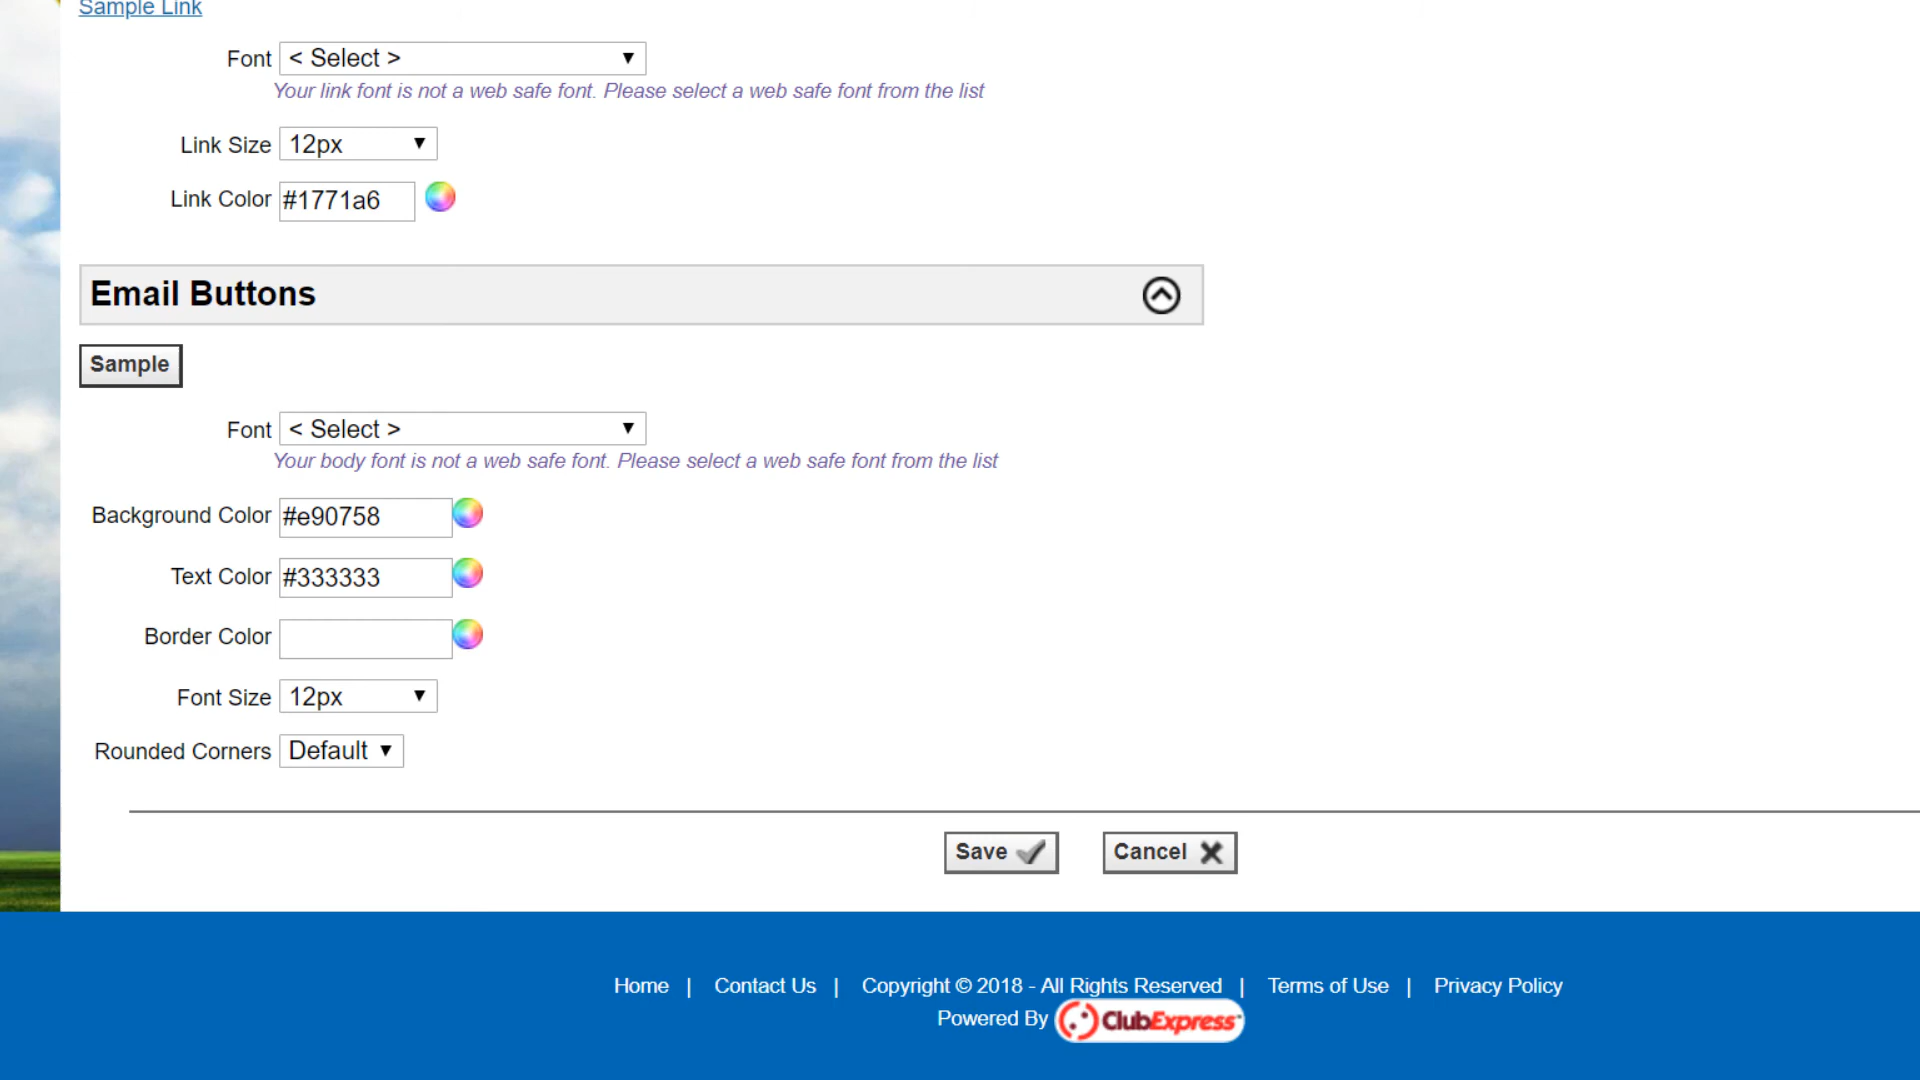 Sample Link
Font < Select >
Your link font is not a web safe font. Please select a web safe font from the list
Link Size 12px
Link Color #1771a6
Email Buttons
Sample
Font < Select >
Your body font is not a web safe font. Please select a web safe font from the list
Background Color #e90758
Text Color #333333
Border Color
Font Size 12px
Rounded Corners Default
Save Cancel
Home | Contact Us | Copyright © 2018 - All Rights Reserved | Terms of Use | Privacy Policy
Powered By ClubExpress